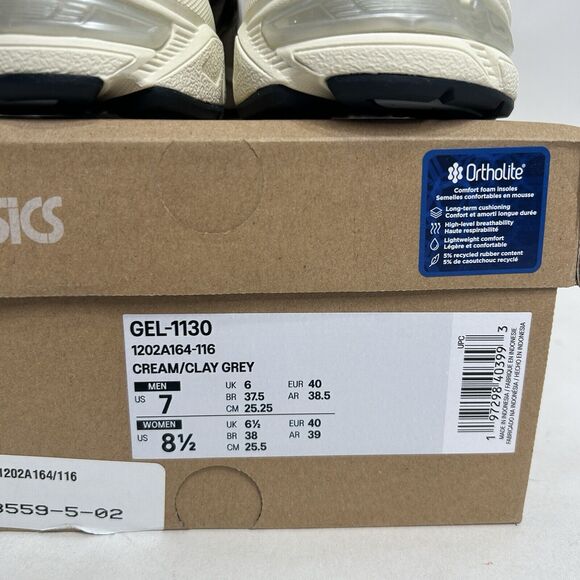 SICS
Ortholite®
Comfort foam insoles
Semelles confortables en mousse
Long-term cushioning
Confort et amorti longue durée
High-level breathability
Haute respirabilité
Lightweight comfort
Légère et confortable
5% recycled rubber content
5% de caoutchouc recyclé
GEL-1130
1202A164-116
CREAM/CLAY GREY
MEN
US 7
UK 6
BR 37.5
CM 25.25
EUR 40
AR 38.5
WOMEN
US 8½
UK 6½
BR 38
CM 25.5
EUR 40
AR 39
UPC
1 97298 40399 3
MADE IN INDONESIA / FABRIQUE EN INDONESIE
FABRICADO NA INDONÉSIA / HECHO EN INDONESIA
1202A164/116
3559-5-02